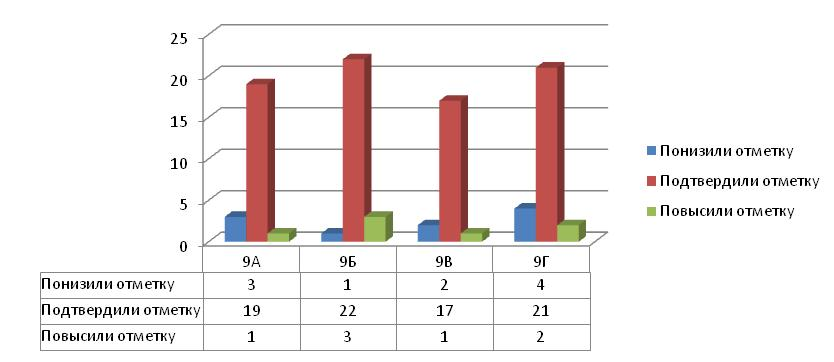 25
20
15
10
5
0
Понизили отметку
Подтвердили отметку
Повысили отметку
9А 9Б 9В 9Г
Понизили отметку 3 1 2 4
Подтвердили отметку 19 22 17 21
Повысили отметку 1 3 1 2